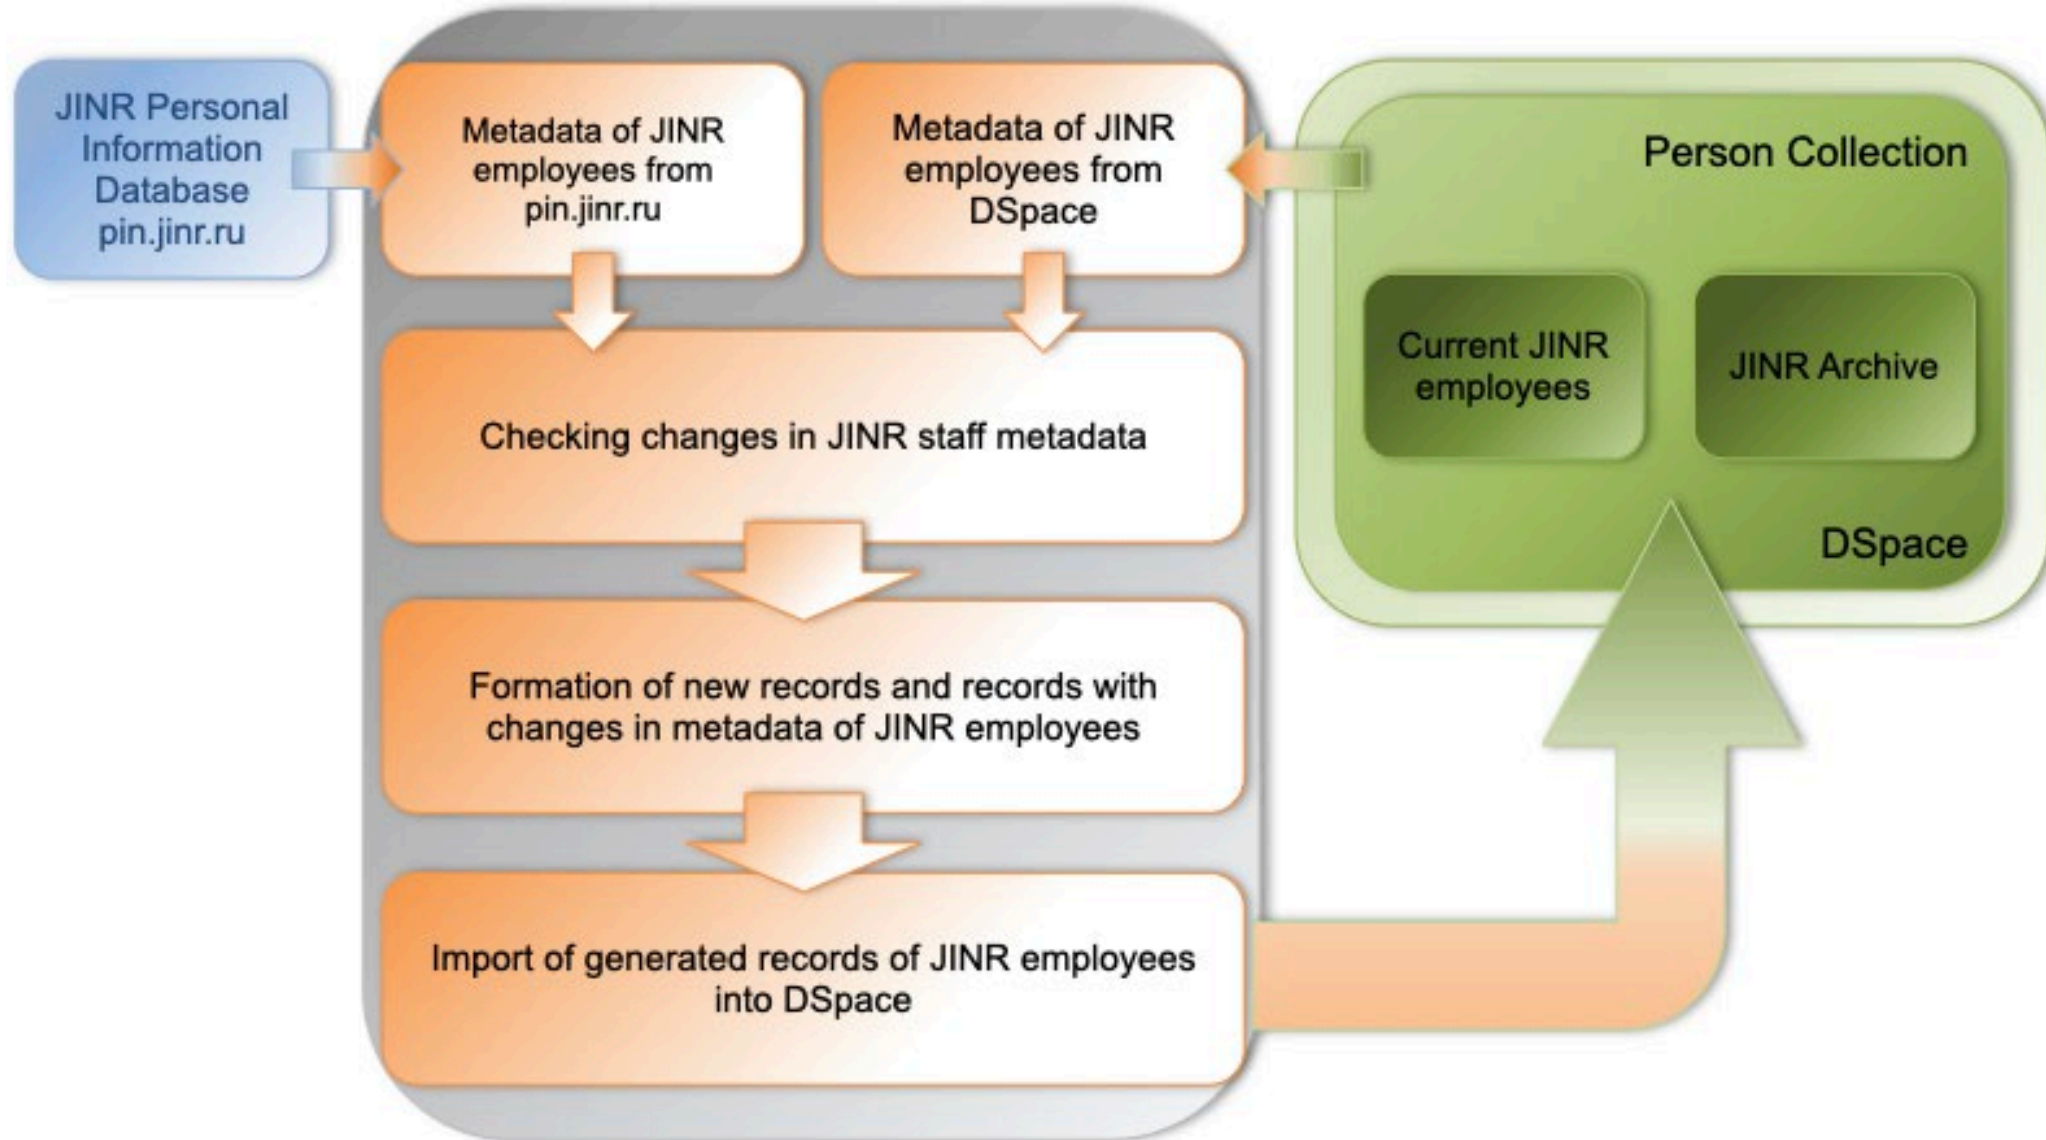 JINR Personal
Information
Database
pin.jinr.ru
Metadata of JINR
employees from
pin.jinr.ru
Metadata of JINR
employees from
DSpace
Person Collection
Current JINR
employees
JINR Archive
DSpace
Checking changes in JINR staff metadata
Formation of new records and records with
changes in metadata of JINR employees
Import of generated records of JINR employees
into DSpace